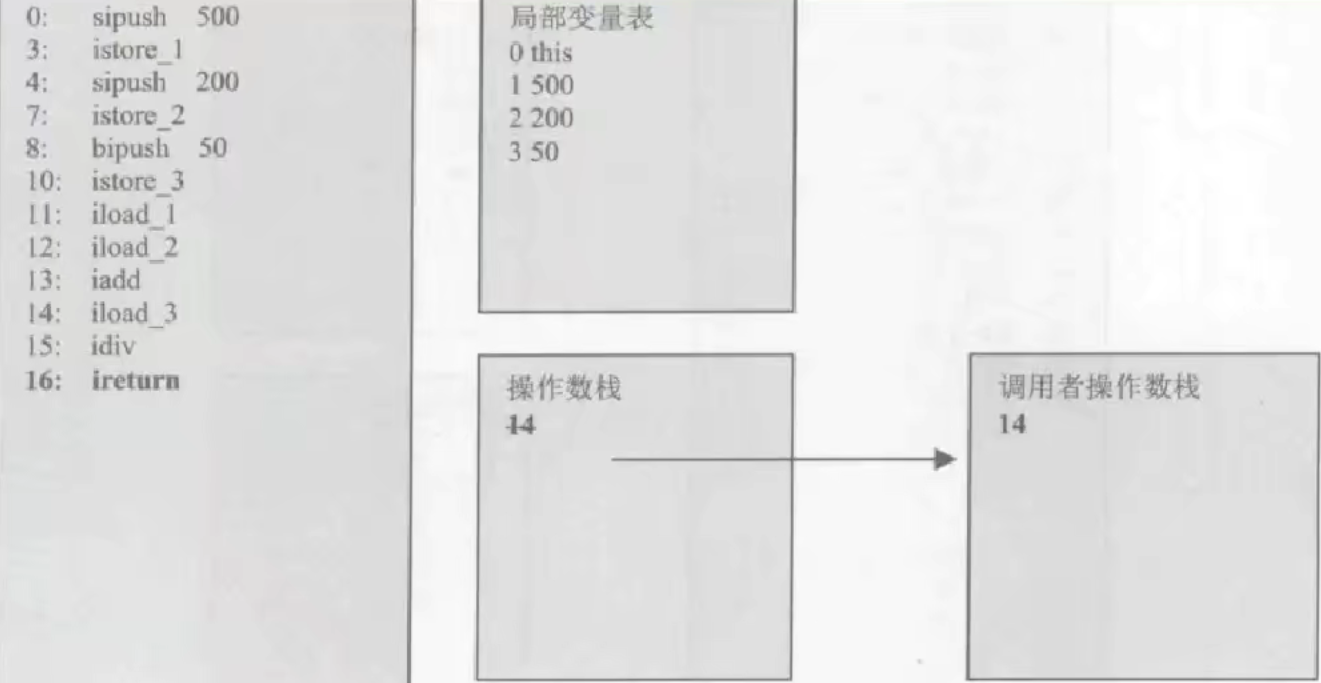 0: sipush 500
3: istore_1
4: sipush 200
7: istore_2
8: bipush 50
10: istore_3
11: iload_1
12: iload_2
13: iadd
14: iload_3
15: idiv
16: ireturn
局部变量表
0 this
1 500
2 200
3 50
操作数栈
14
调用者操作数栈
14